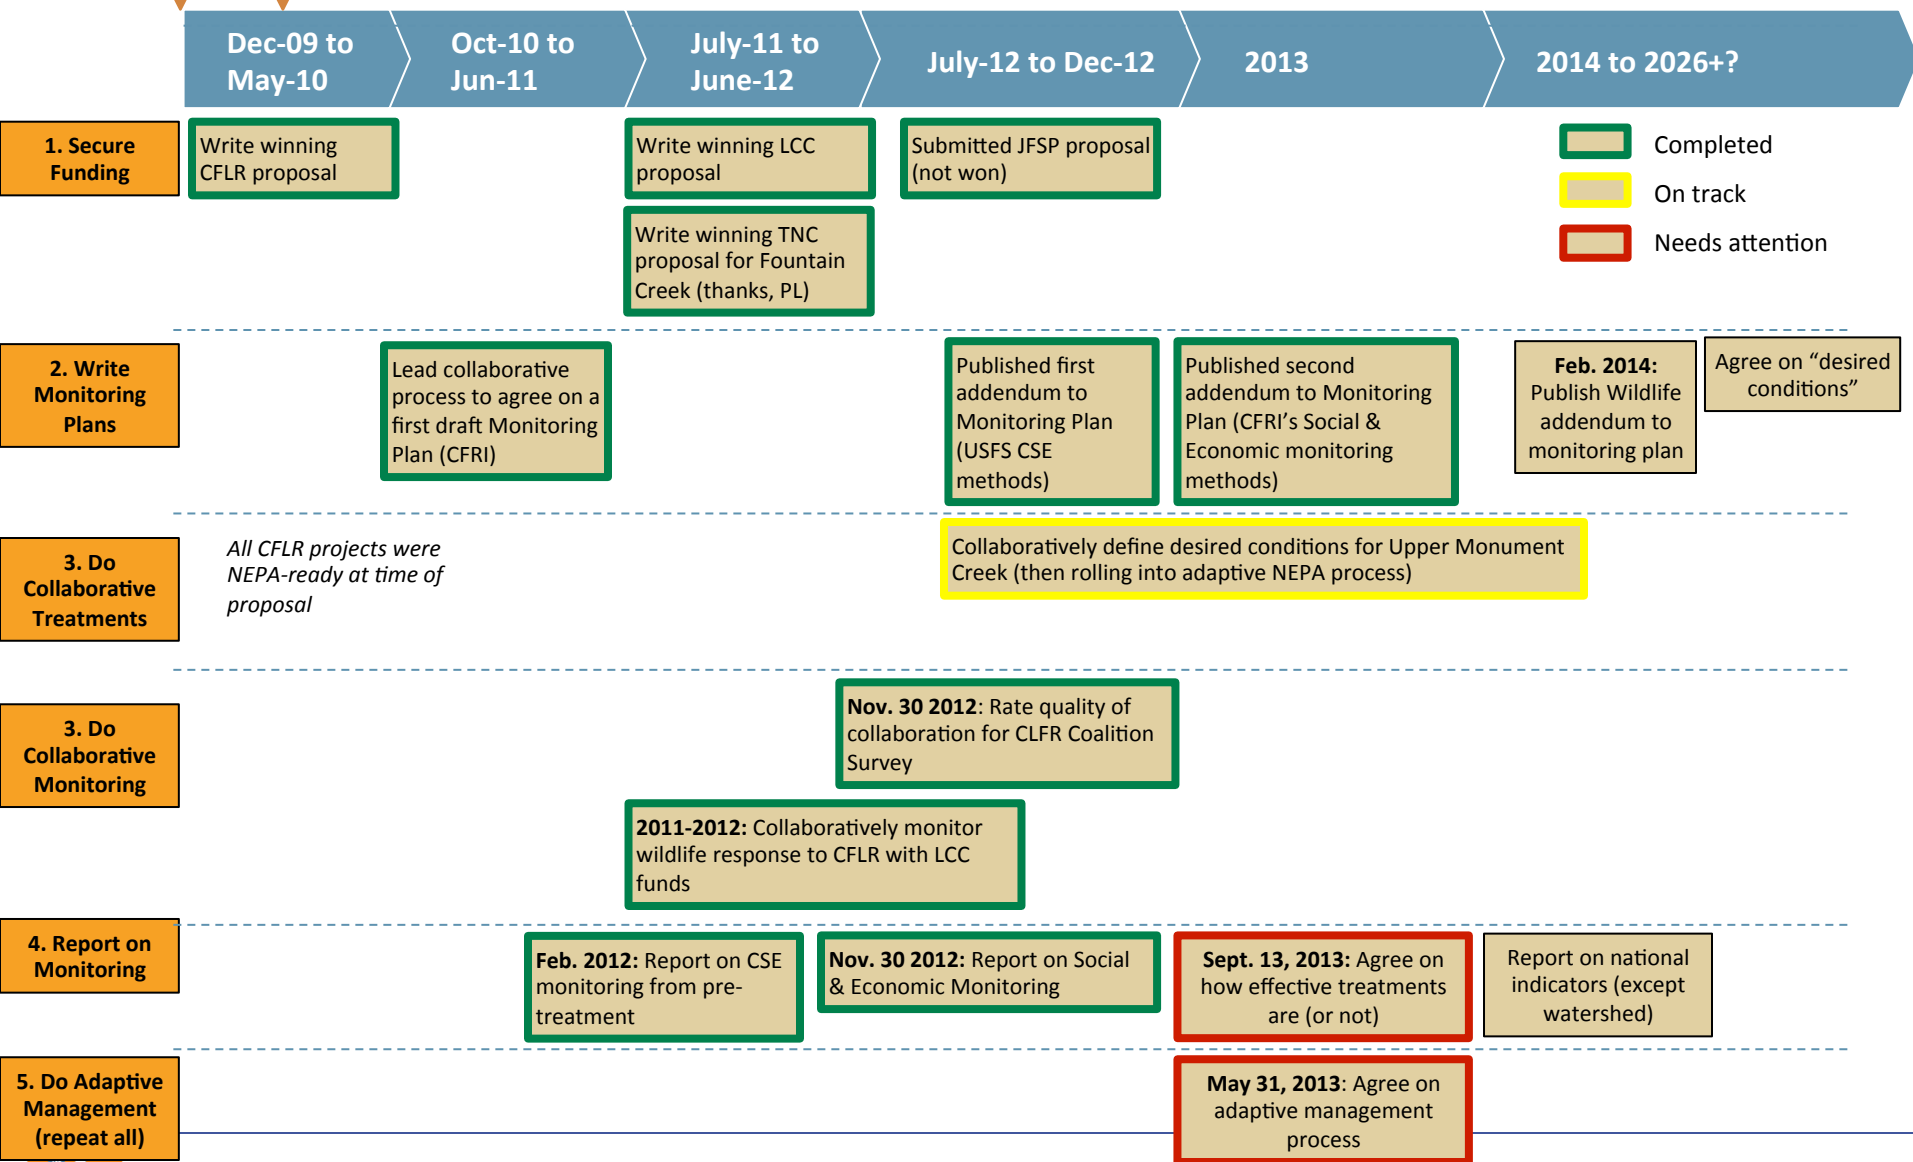 Dec-09 to
May-10
Oct-10 to
Jun-11
July-11 to
June-12
July-12 to Dec-12
2013
2014 to 2026+?
1. Secure
Funding
Write winning
CFLR proposal
Write winning LCC
proposal
Submitted JFSP proposal
(not won)
Completed
On track
Needs attention
Write winning TNC
proposal for Fountain
Creek (thanks, PL)
2. Write
Monitoring
Plans
Lead collaborative
process to agree on a
first draft Monitoring
Plan (CFRI)
Published first
addendum to
Monitoring Plan
(USFS CSE
methods)
Published second
addendum to Monitoring
Plan (CFRI’s Social &
Economic monitoring
methods)
Feb. 2014:
Publish Wildlife
addendum to
monitoring plan
Agree on “desired
conditions”
3. Do
Collaborative
Treatments
All CFLR projects were
NEPA-ready at time of
proposal
Collaboratively define desired conditions for Upper Monument
Creek (then rolling into adaptive NEPA process)
3. Do
Collaborative
Monitoring
Nov. 30 2012: Rate quality of
collaboration for CLFR Coalition
Survey
2011-2012: Collaboratively monitor
wildlife response to CFLR with LCC
funds
4. Report on
Monitoring
Feb. 2012: Report on CSE
monitoring from pre-
treatment
Nov. 30 2012: Report on Social
& Economic Monitoring
Sept. 13, 2013: Agree on
how effective treatments
are (or not)
Report on national
indicators (except
watershed)
5. Do Adaptive
Management
(repeat all)
May 31, 2013: Agree on
adaptive management
process